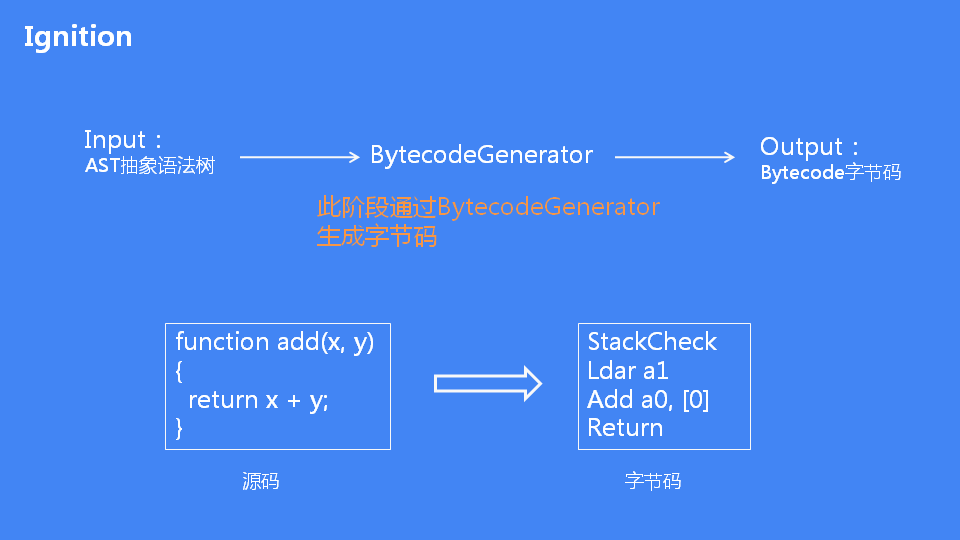 Ignition
Input：
AST抽象语法树
BytecodeGenerator
Output：
Bytecode字节码
此阶段通过BytecodeGenerator
生成字节码
function add(x, y)
{
return x + y;
}
StackCheck
Ldar a1
Add a0, [0]
Return
源码
字节码